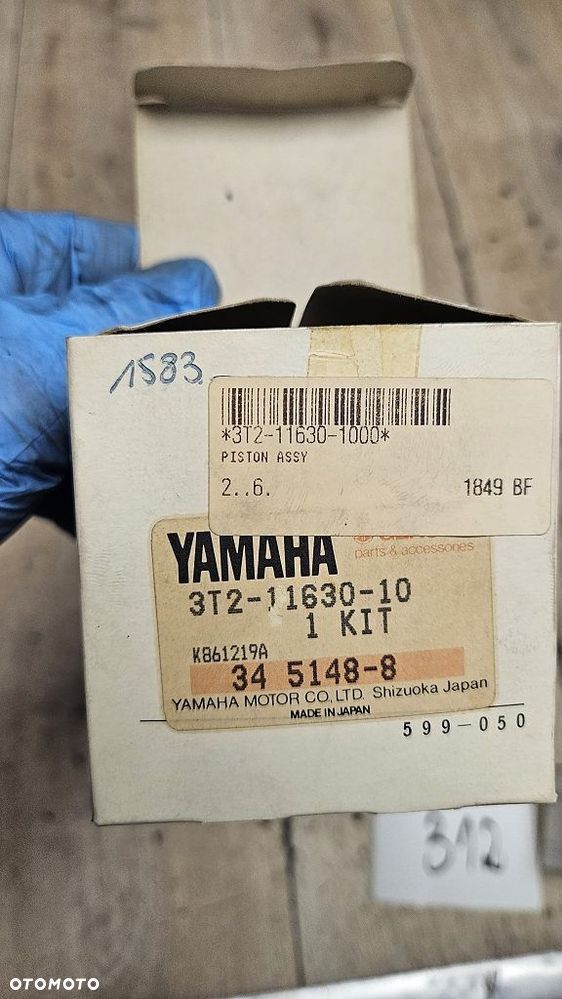 1583.
*3T2-11630-1000*
PISTON ASSY
2..6. 1849 BF
YAMAHA
parts & accessories
3T2-11630-10
1 KIT
K861219A
34 5148-8
YAMAHA MOTOR CO., LTD. Shizuoka Japan
MADE IN JAPAN
599-050
312
OTOMOTO